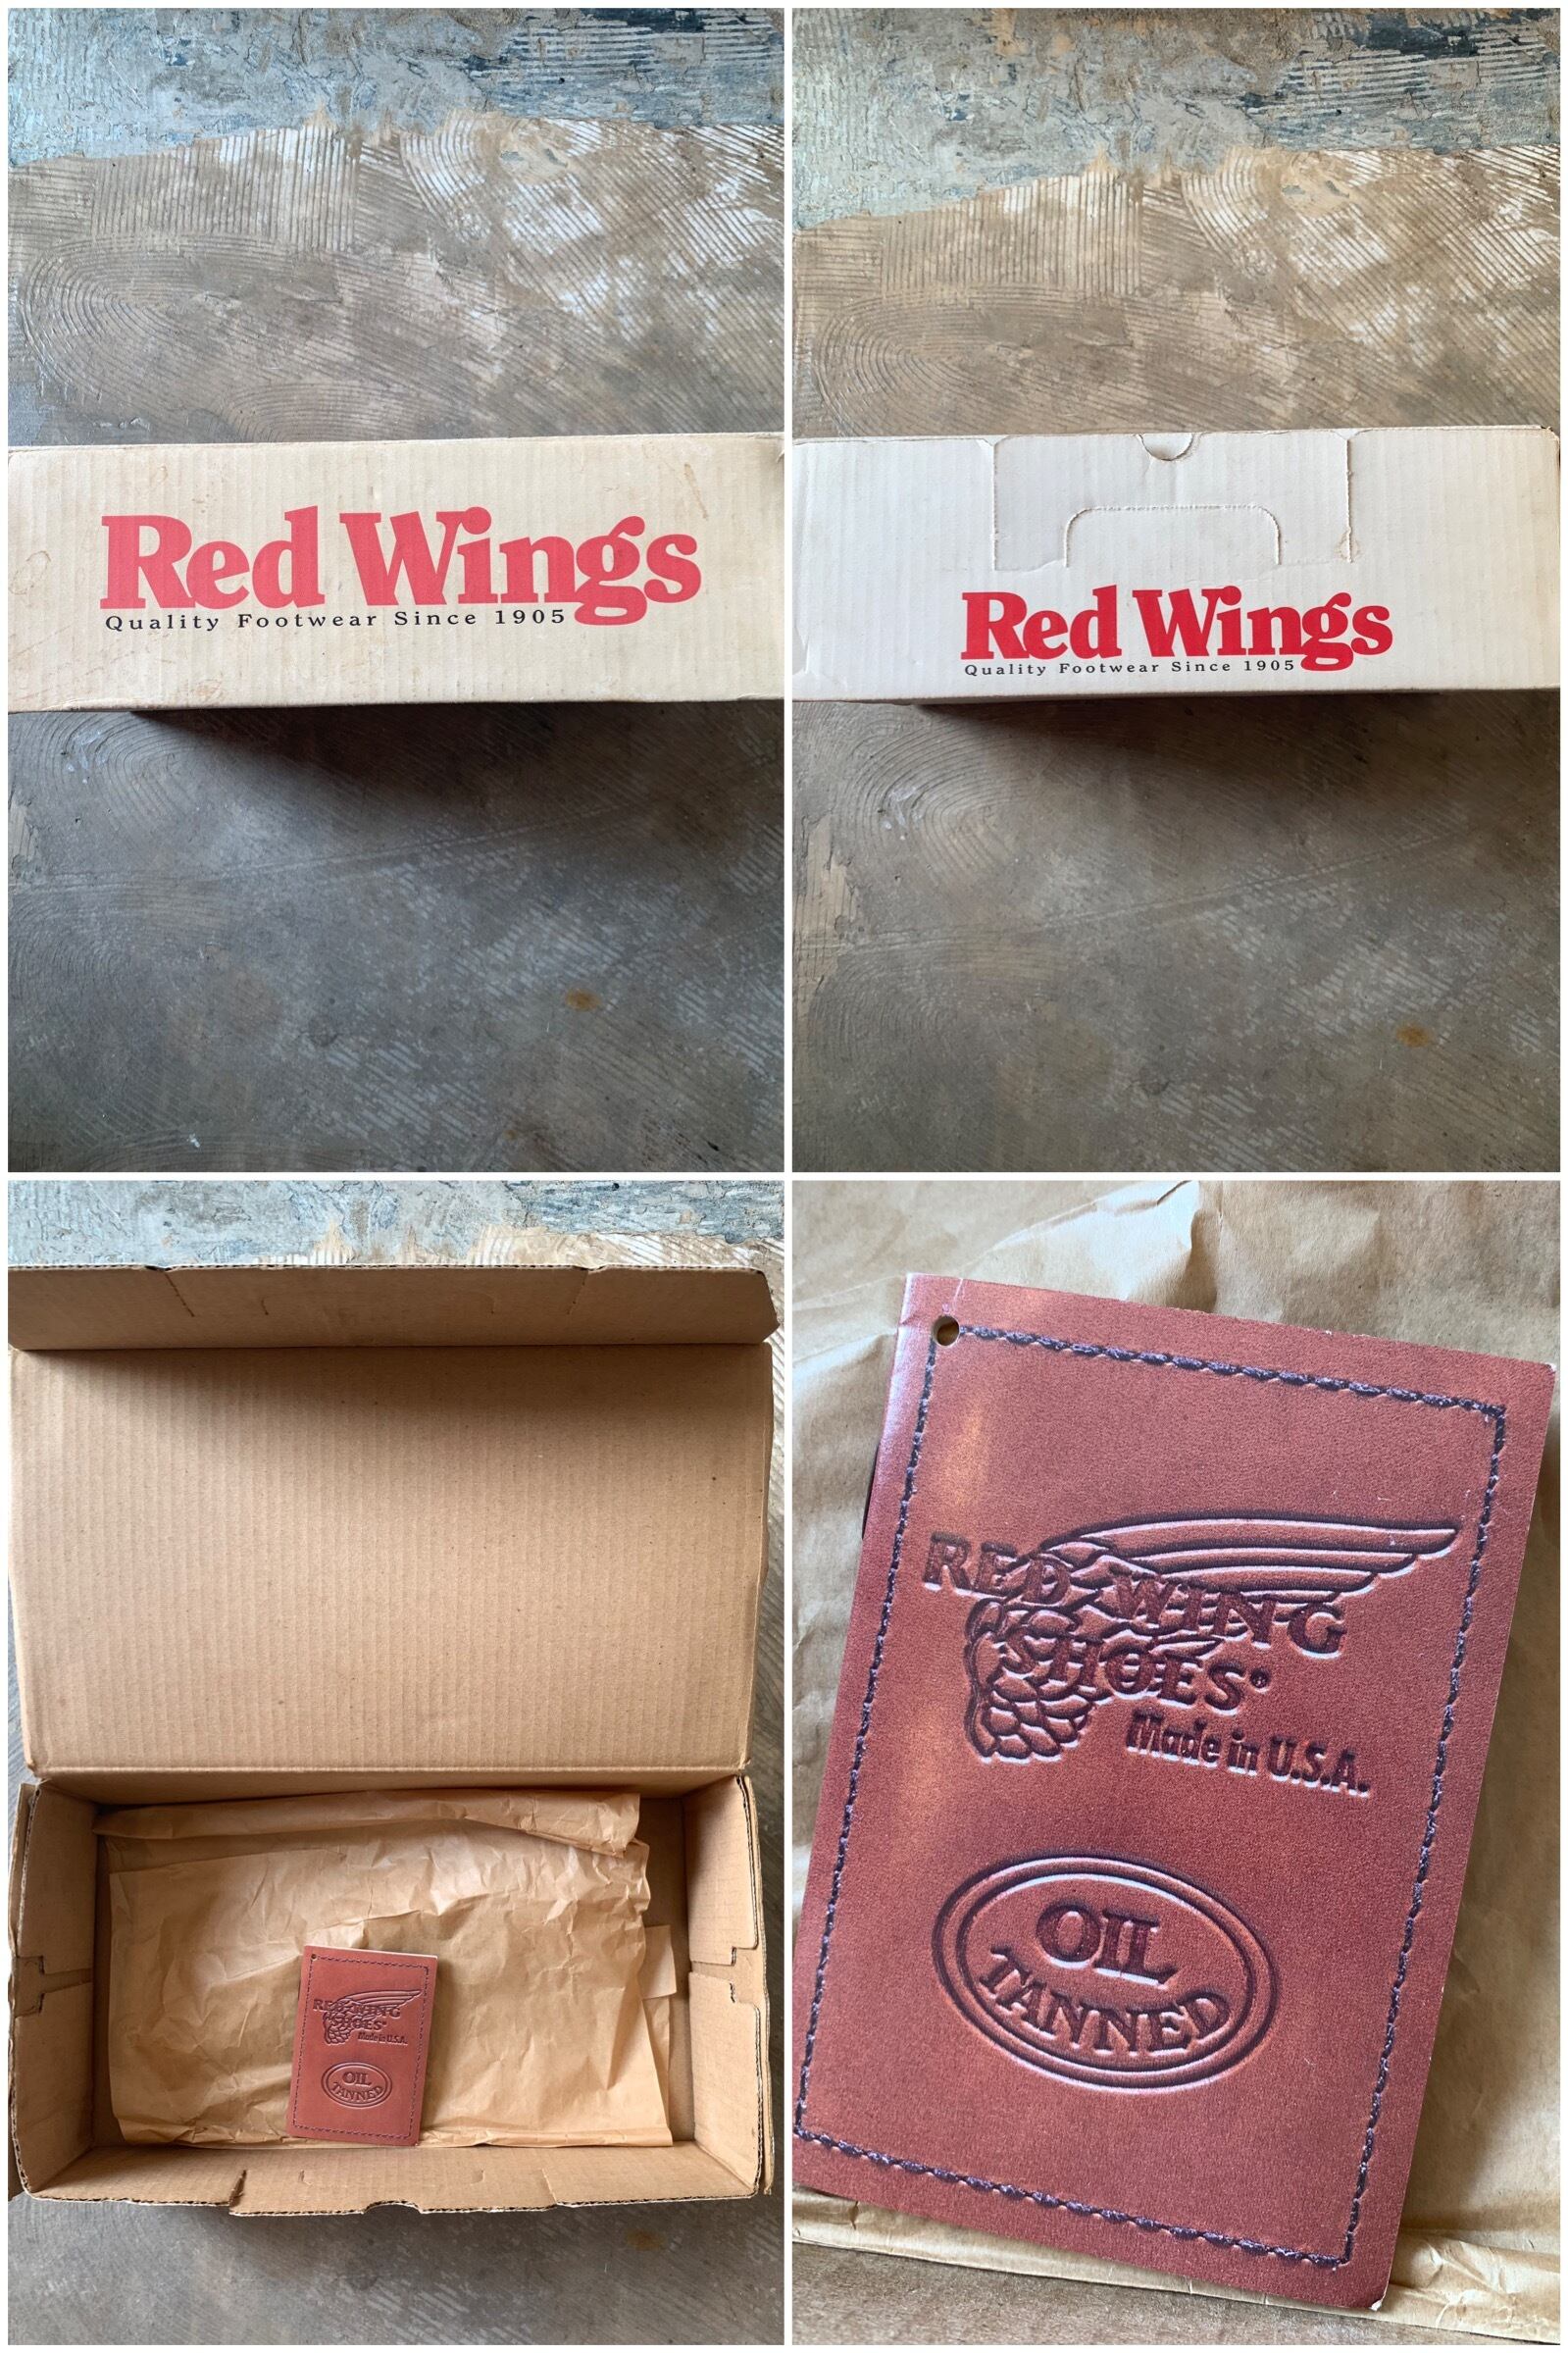 Red Wings
Quality Footwear Since 1905
Red Wings
Quality Footwear Since 1905
RED WING
SHOES®
Made in U.S.A.
OIL
TANNED
RED WING
SHOES®
Made in U.S.A.
OIL
TANNED